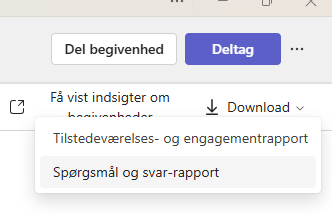 Del begivenhed
Deltag
Få vist indsigter om
begivenheder
Download
Tilstedeværelses- og engagementrapport
Spørgsmål og svar-rapport